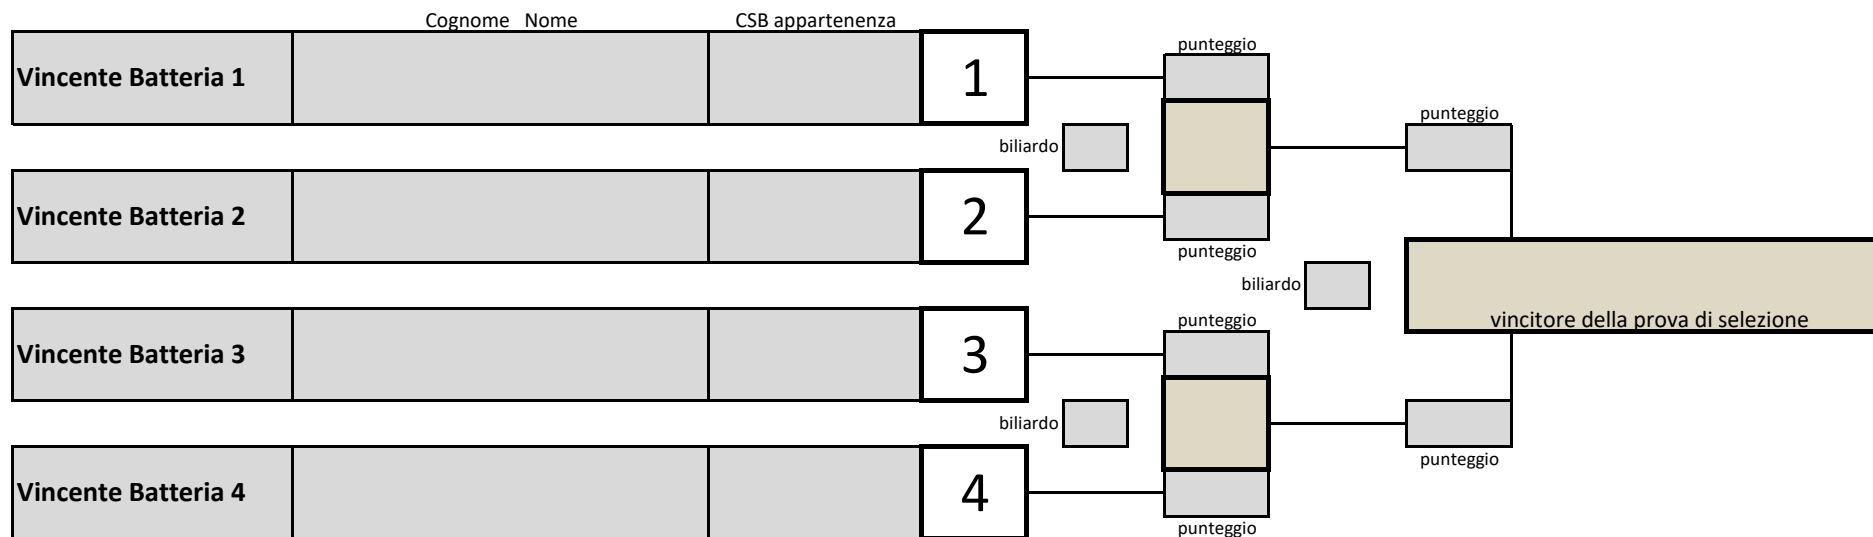 Cognome   Nome
CSB appartenenza
punteggio
Vincente Batteria 1
1
punteggio
biliardo
Vincente Batteria 2
2
punteggio
biliardo
vincitore della prova di selezione
punteggio
Vincente Batteria 3
3
biliardo
punteggio
Vincente Batteria 4
4
punteggio